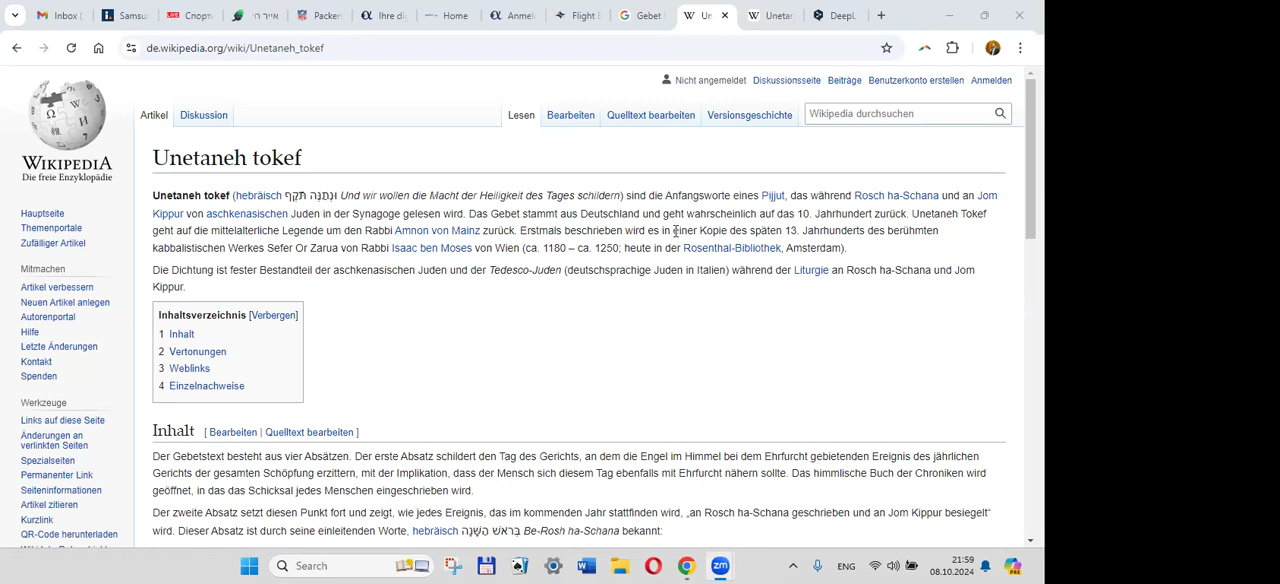 Inbox (
Samsu
LIVE Спорт
אייר חי
Packers
Ihre di
Home
Anmel
Flight E
Gebet
Un
Unetar
DeepL
de.wikipedia.org/wiki/Unetaneh_tokef
Nicht angemeldet Diskussionsseite Beiträge Benutzerkonto erstellen Anmelden
Artikel Diskussion Lesen Bearbeiten Quelltext bearbeiten Versionsgeschichte Wikipedia durchsuchen
WIKIPEDIA
Die freie Enzyklopädie
Hauptseite
Themenportale
Zufälliger Artikel
Mitmachen
Artikel verbessern
Neuen Artikel anlegen
Autorenportal
Hilfe
Letzte Änderungen
Kontakt
Spenden
Werkzeuge
Links auf diese Seite
Änderungen an
verlinkten Seiten
Spezialseiten
Permanenter Link
Seiteninformationen
Artikel zitieren
Kurzlink
QR-Code herunterladen
Unetaneh tokef
Unetaneh tokef (hebräisch וּנְתַנֶּה תֹּקֶף Und wir wollen die Macht der Heiligkeit des Tages schildern) sind die Anfangsworte eines Pijjut, das während Rosch ha-Schana und an Jom
Kippur von aschkenasischen Juden in der Synagoge gelesen wird. Das Gebet stammt aus Deutschland und geht wahrscheinlich auf das 10. Jahrhundert zurück. Unetaneh Tokef
geht auf die mittelalterliche Legende um den Rabbi Amnon von Mainz zurück. Erstmals beschrieben wird es in einer Kopie des späten 13. Jahrhunderts des berühmten
kabbalistischen Werkes Sefer Or Zarua von Rabbi Isaac ben Moses von Wien (ca. 1180 – ca. 1250; heute in der Rosenthal-Bibliothek, Amsterdam).
Die Dichtung ist fester Bestandteil der aschkenasischen Juden und der Tedesco-Juden (deutschsprachige Juden in Italien) während der Liturgie an Rosch ha-Schana und Jom
Kippur.
Inhaltsverzeichnis [Verbergen]
1 Inhalt
2 Vertonungen
3 Weblinks
4 Einzelnachweise
Inhalt [ Bearbeiten | Quelltext bearbeiten ]
Der Gebetstext besteht aus vier Absätzen. Der erste Absatz schildert den Tag des Gerichts, an dem die Engel im Himmel bei dem Ehrfurcht gebietenden Ereignis des jährlichen
Gerichts der gesamten Schöpfung erzittern, mit der Implikation, dass der Mensch sich diesem Tag ebenfalls mit Ehrfurcht nähern sollte. Das himmlische Buch der Chroniken wird
geöffnet, in das das Schicksal jedes Menschen eingeschrieben wird.
Der zweite Absatz setzt diesen Punkt fort und zeigt, wie jedes Ereignis, das im kommenden Jahr stattfinden wird, „an Rosch ha-Schana geschrieben und an Jom Kippur besiegelt“
wird. Dieser Absatz ist durch seine einleitenden Worte, hebräisch בְּרֹאשׁ הַשָּׁנָה Be-Rosh ha-Schana bekannt:
Search
zm
ENG
21:59
08.10.2024